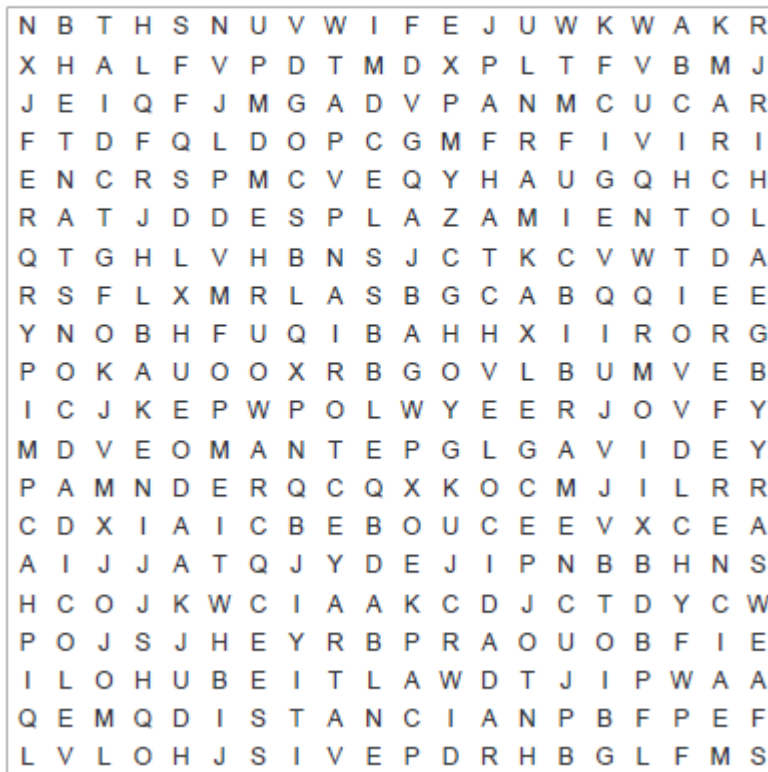 N B T H S N U V W I F E J U W K W A K R
X H A L F V P D T M D X P L T F V B M J
J E I Q F J M G A D V P A N M C U C A R
F T D F Q L D O P C G M F R F I V I R I
E N C R S P M C V E Q Y H A U G Q H C H
R A T J D D E S P L A Z A M I E N T O L
Q T G H L V H B N S J C T K C V W T D A
R S F L X M R L A S B G C A B Q Q I E E
Y N O B H F U Q I B A H H X I I R O R G
P O K A U O O X R B G O V L B U M V E B
I C J K E P W P O L W Y E E R J O V F Y
M D V E O M A N T E P G L G A V I D E Y
P A M N D E R Q C Q X K O C M J I L R R
C D X I A I C B E B O U C E E V X C E A
A I J J A T Q J Y D E J I P N B B H N S
H C O J K W C I A A K C D J C T D Y C W
P O J S J H E Y R B P R A O U O B F I E
I L O H U B E I T L A W D T J I P W A A
Q E M Q D I S T A N C I A N P B F P E F
L V L O H J S I V E P D R H B G L F M S